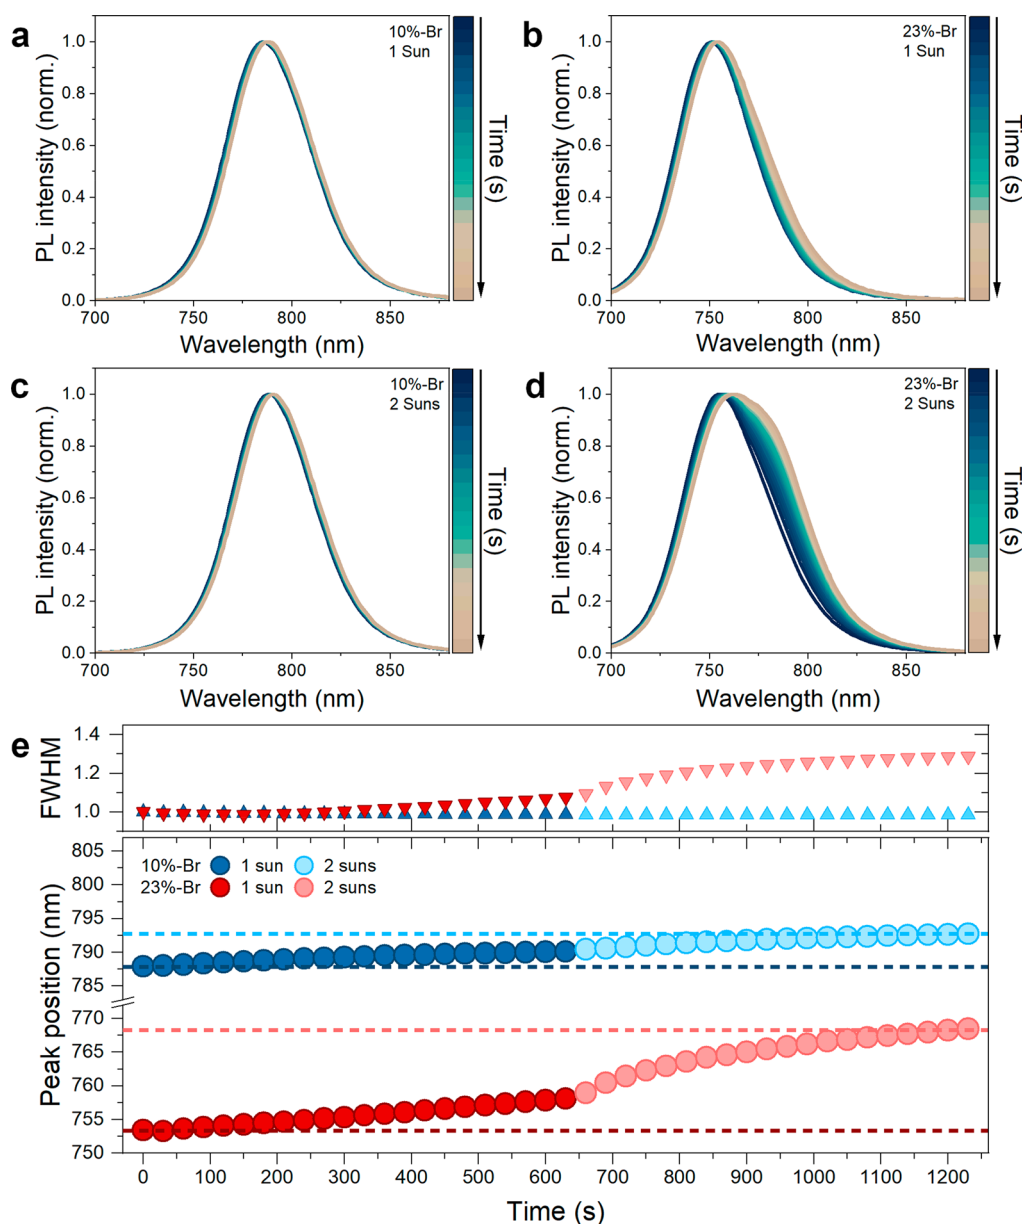 a
10%-Br
1 Sun
PL intensity (norm.)
1.0
0.8
0.6
0.4
0.2
0.0
700
750
800
850
Wavelength (nm)
Time (s)
b
23%-Br
1 Sun
PL intensity (norm.)
1.0
0.8
0.6
0.4
0.2
0.0
700
750
800
850
Wavelength (nm)
Time (s)
c
10%-Br
2 Suns
PL intensity (norm.)
1.0
0.8
0.6
0.4
0.2
0.0
700
750
800
850
Wavelength (nm)
Time (s)
d
23%-Br
2 Suns
PL intensity (norm.)
1.0
0.8
0.6
0.4
0.2
0.0
700
750
800
850
Wavelength (nm)
Time (s)
e
FWHM
1.4
1.2
1.0
Peak position (nm)
805
800
795
790
785
770
765
760
755
750
10%-Br 1 sun 2 suns
23%-Br 1 sun 2 suns
0 100 200 300 400 500 600 700 800 900 1000 1100 1200
Time (s)